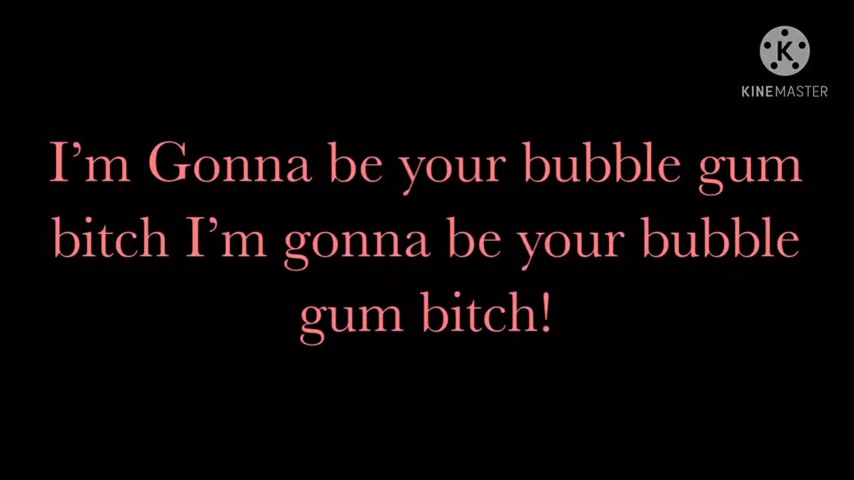 K
KINEMASTER
I'm Gonna be your bubble gum
bitch I'm gonna be your bubble
gum bitch!